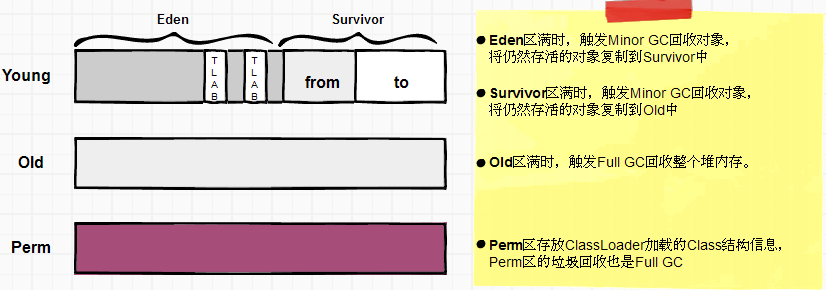 Eden
Survivor
Young
TLAB
TLAB
from
to
Old
Perm
Eden区满时，触发Minor GC回收对象，
将仍然存活的对象复制到Survivor中
Survivor区满时，触发Minor GC回收对象，
将仍然存活的对象复制到Old中
Old区满时，触发Full GC回收整个堆内存。
Perm区存放ClassLoader加载的Class结构信息，
Perm区的垃圾回收也是Full GC